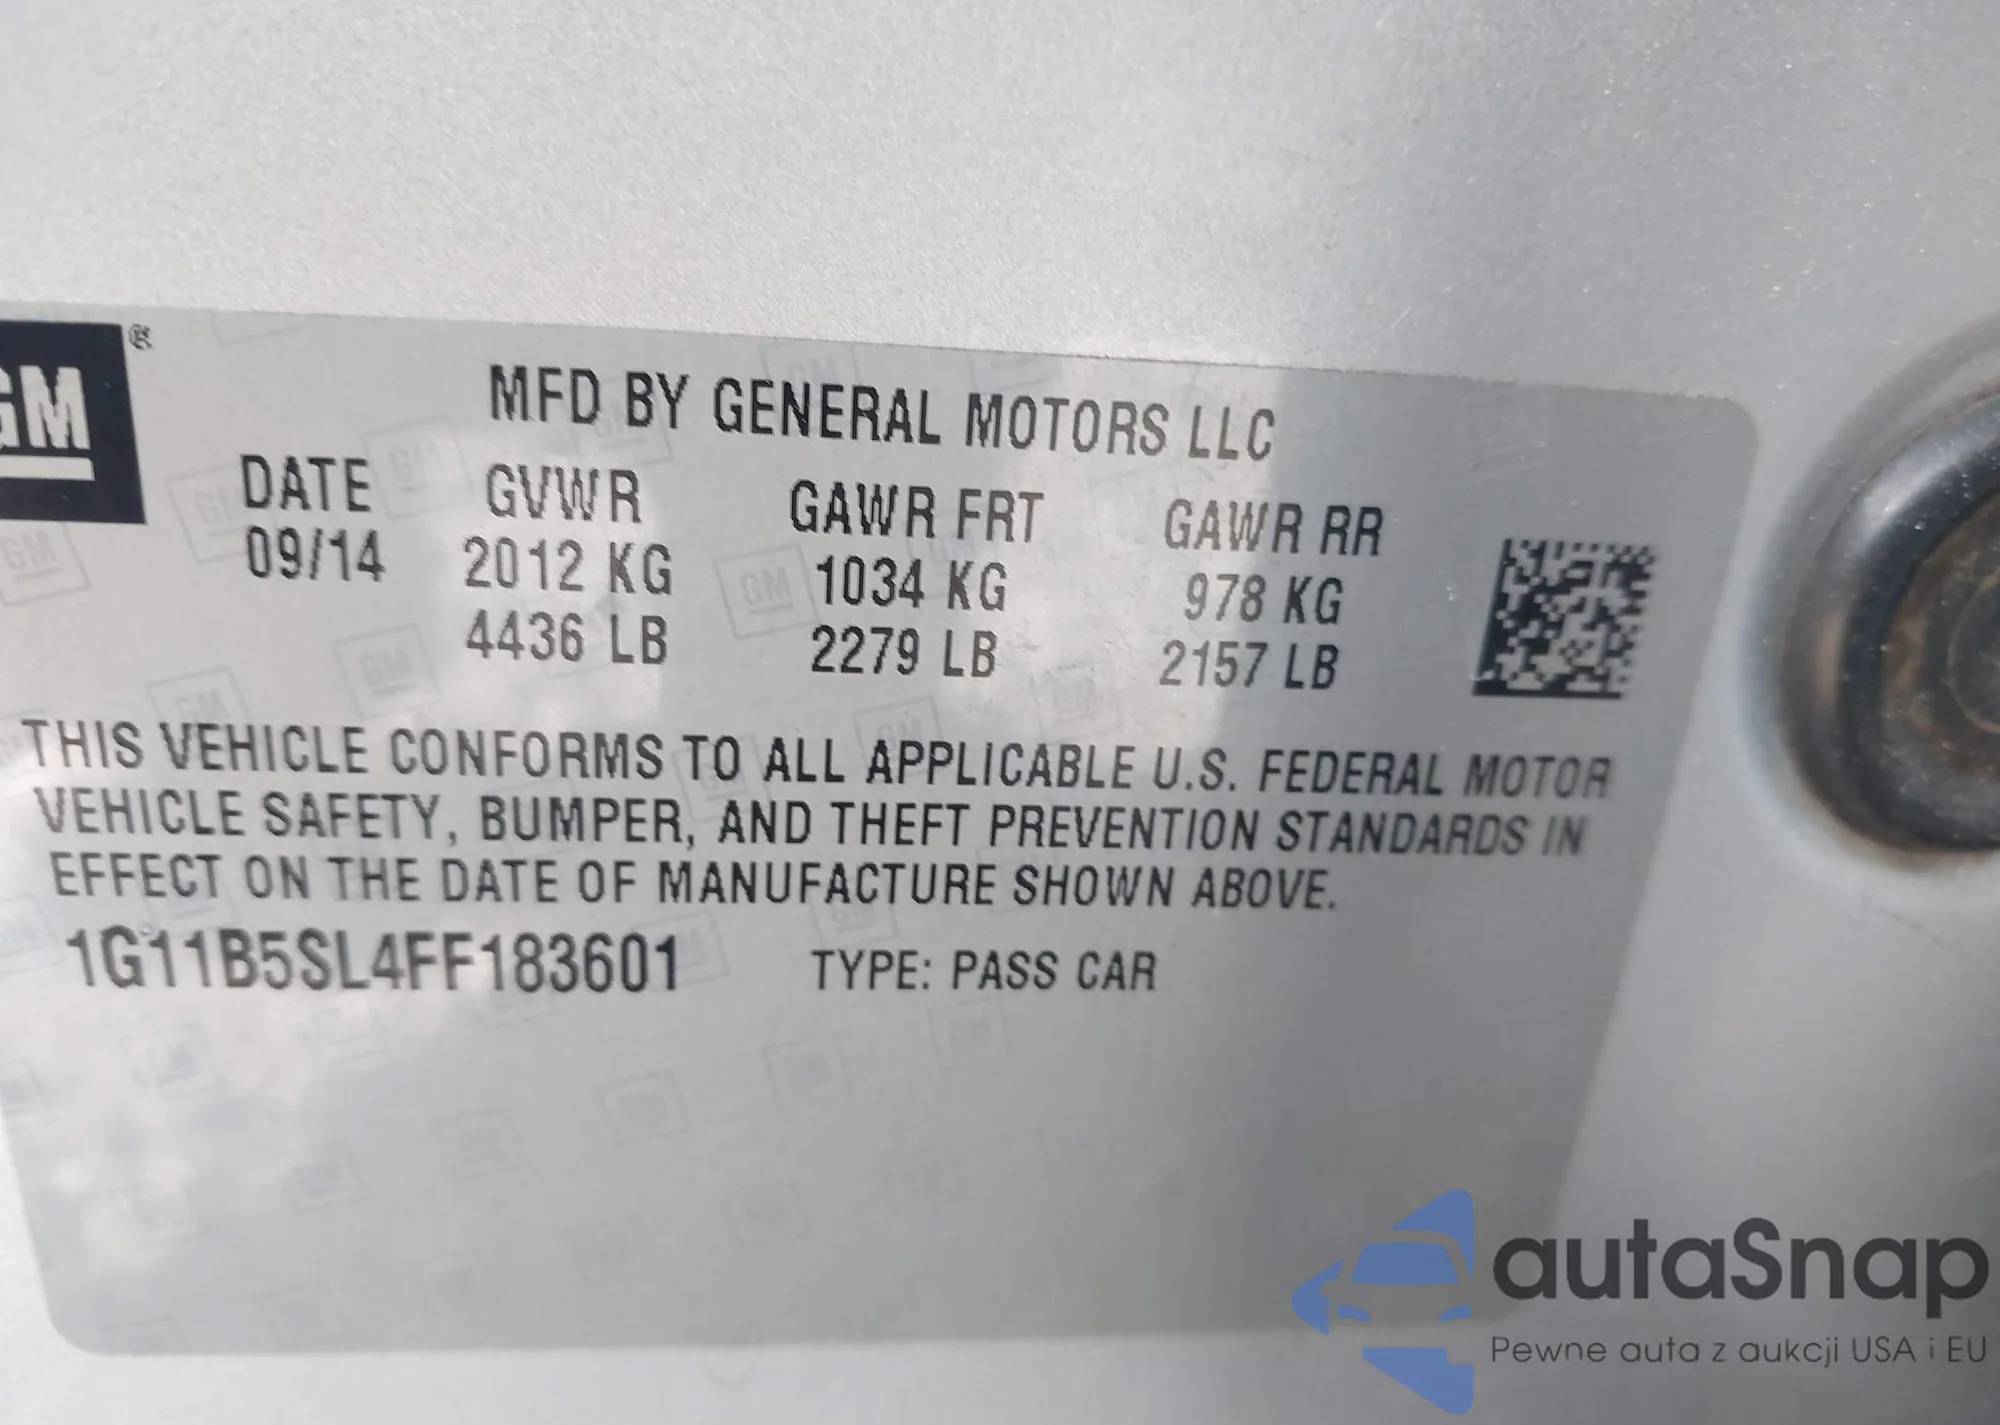 GM ®
MFD BY GENERAL MOTORS LLC
DATE GVWR GAWR FRT GAWR RR
09/14 2012 KG 1034 KG 978 KG
4436 LB 2279 LB 2157 LB
THIS VEHICLE CONFORMS TO ALL APPLICABLE U.S. FEDERAL MOTOR
VEHICLE SAFETY, BUMPER, AND THEFT PREVENTION STANDARDS IN
EFFECT ON THE DATE OF MANUFACTURE SHOWN ABOVE.
1G11B5SL4FF183601 TYPE: PASS CAR
autaSnap
Pewne auta z aukcji USA i EU